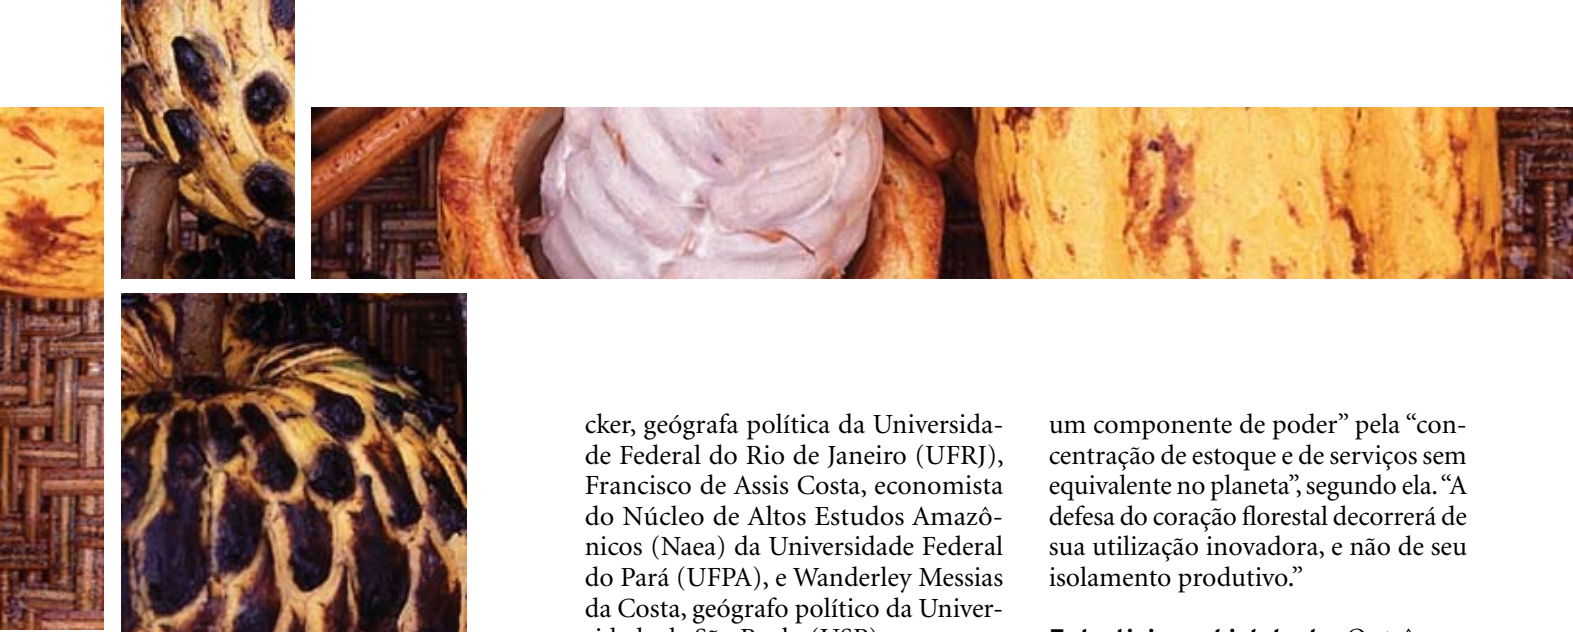 cker, geógrafa política da Universida-
de Federal do Rio de Janeiro (UFRJ),
Francisco de Assis Costa, economista
do Núcleo de Altos Estudos Amazô-
nicos (Naea) da Universidade Federal
do Pará (UFPA), e Wanderley Messias
da Costa, geógrafo político da Univer-
um componente de poder” pela “con-
centração de estoque e de serviços sem
equivalente no planeta”, segundo ela. “A
defesa do coração florestal decorrerá de
sua utilização inovadora, e não de seu
isolamento produtivo.”